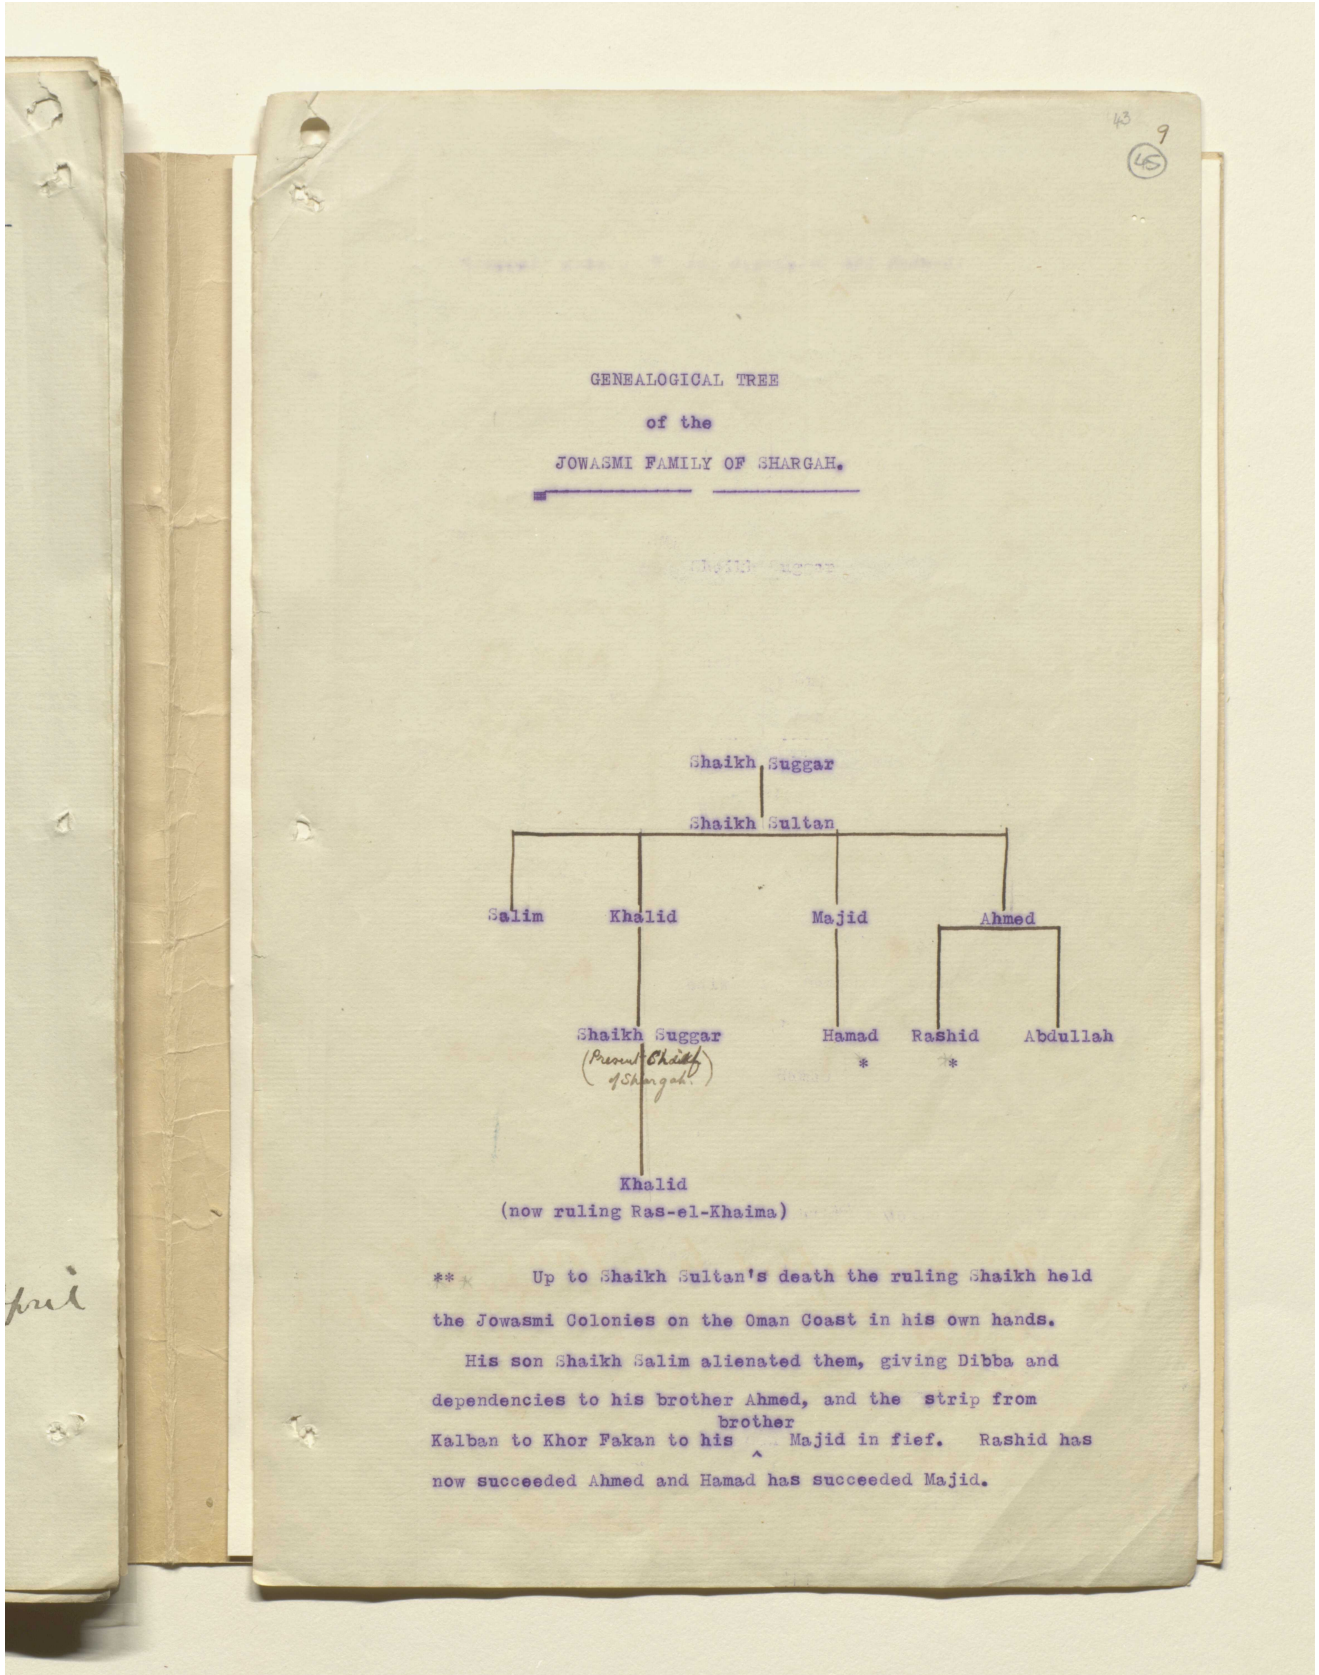 43
9
45
GENEALOGICAL TREE
of the
JOWASMI FAMILY OF SHARGAH.
Shaikh Suggar
Shaikh Sultan
Salim Khalid Majid Ahmed
Shaikh Suggar Hamad Rashid Abdullah
(Present
of Shargah.) * *
Khalid
(now ruling Ras-el-Khaima)
** Up to Shaikh Sultan's death the ruling Shaikh held
the Jowasmi Colonies on the Oman Coast in his own hands.
His son Shaikh Salim alienated them, giving Dibba and
dependencies to his brother Ahmed, and the strip from
brother
Kalban to Khor Fakan to his ^ Majid in fief. Rashid has
now succeeded Ahmed and Hamad has succeeded Majid.